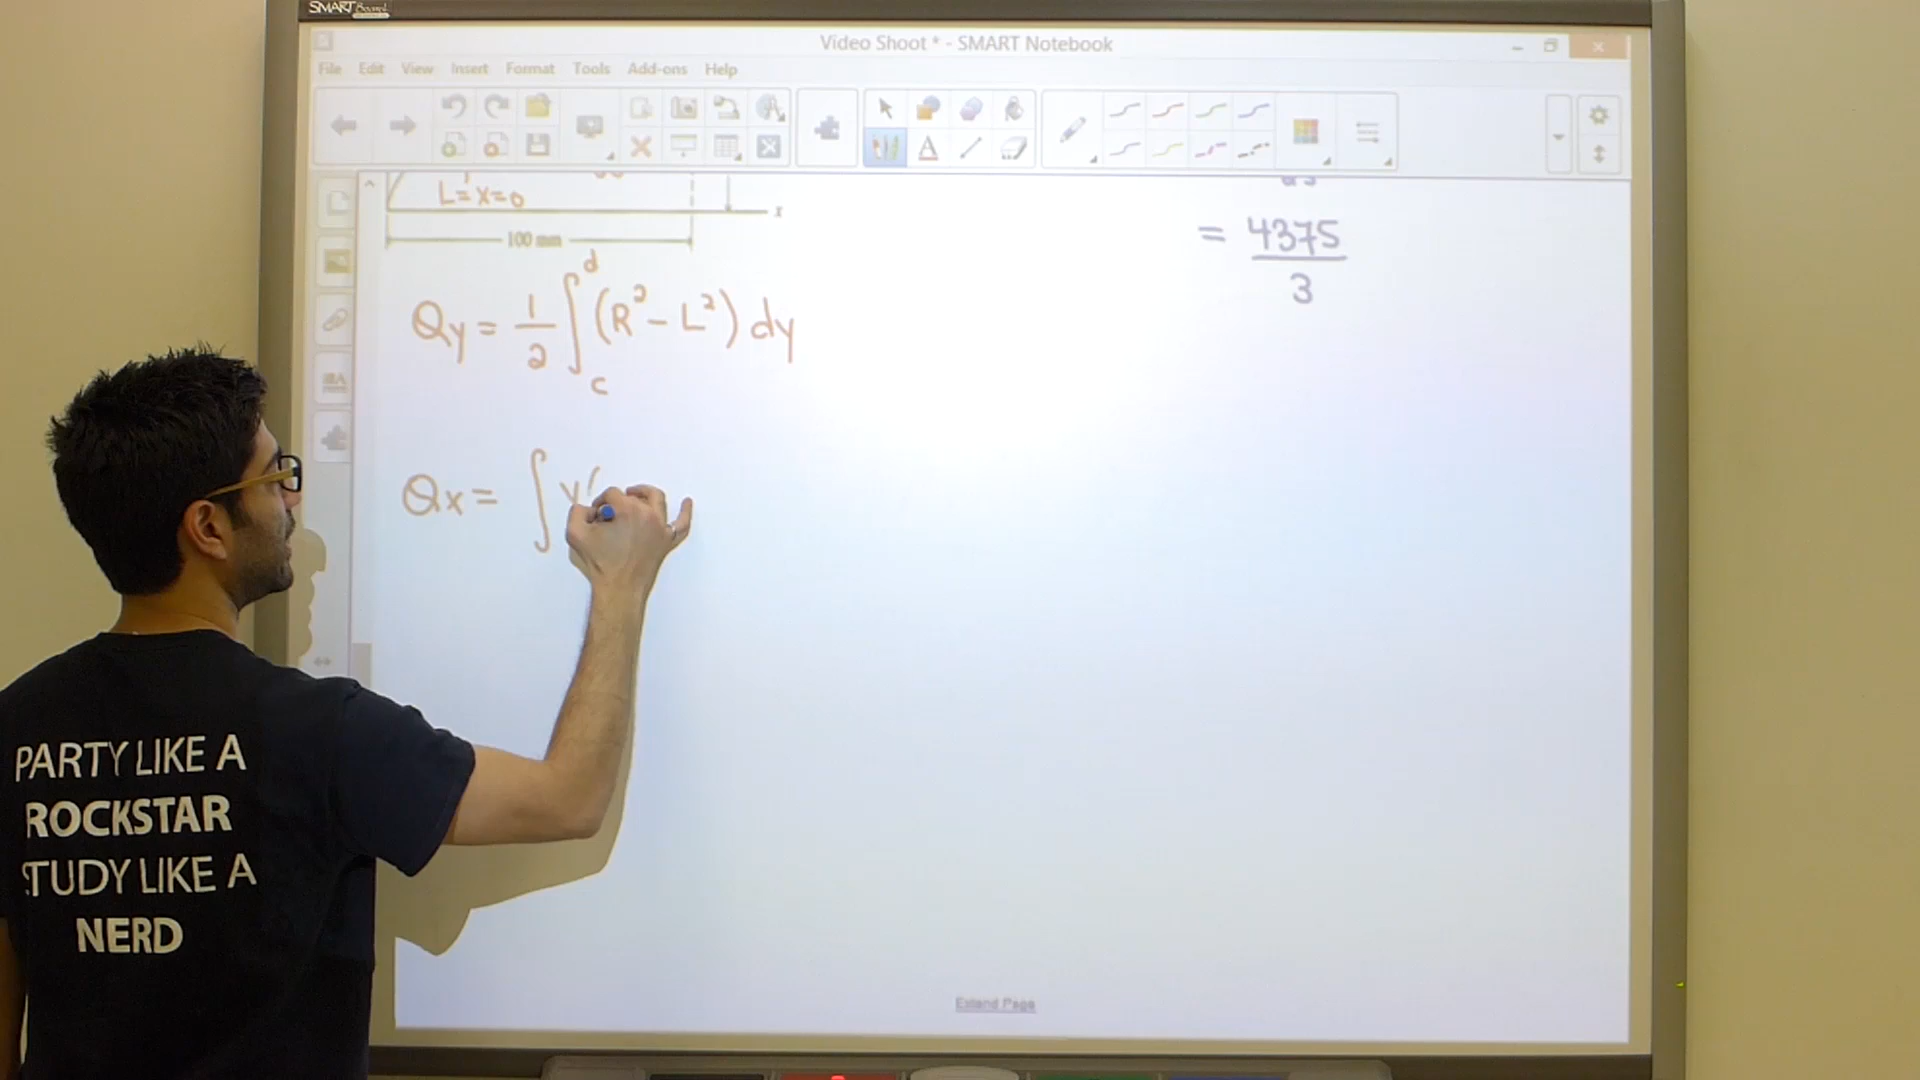 SMART Board
Video Shoot * - SMART Notebook
File Edit View Insert Format Tools Add-ons Help
A
L= x=0
x
100 mm
= 4375/3
Qy = 1/2 ∫_c^d (R² - L²) dy
Qx = ∫ y(
PARTY LIKE A
ROCKSTAR
STUDY LIKE A
NERD
Extend Page